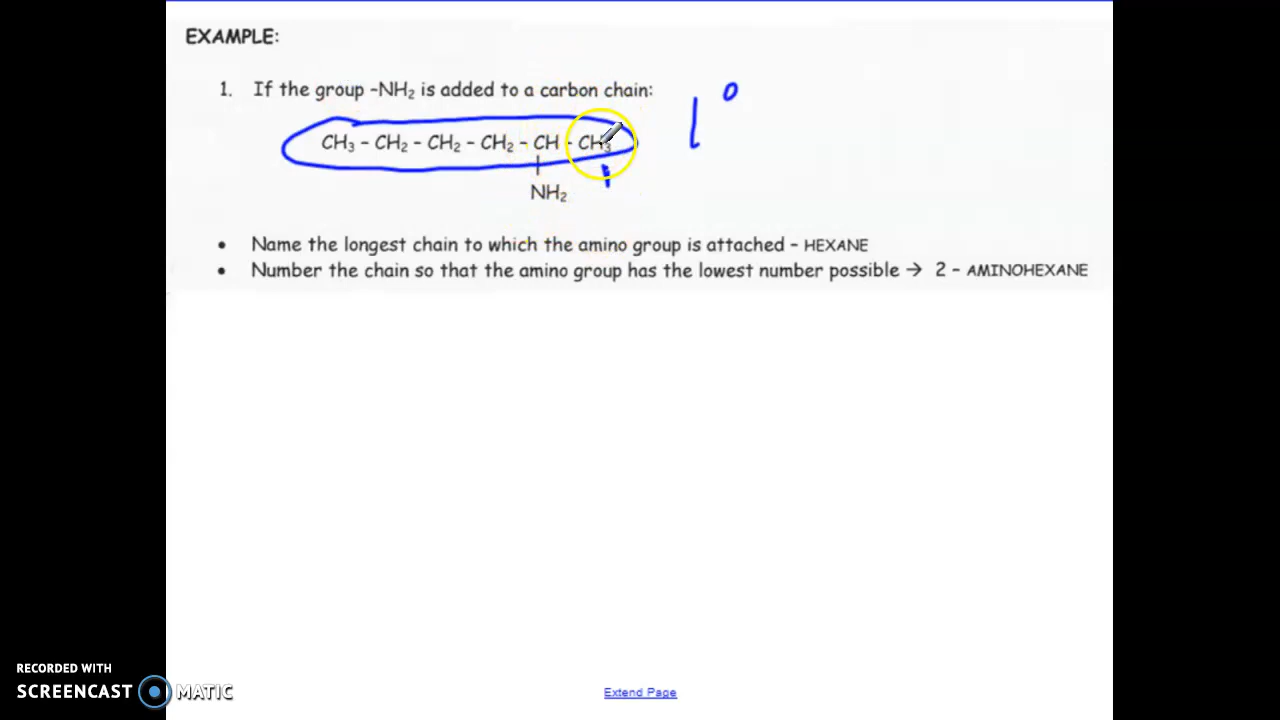 EXAMPLE:
1. If the group -NH₂ is added to a carbon chain:
1°
CH₃ - CH₂ - CH₂ - CH₂ - CH - CH₃
1
NH₂
• Name the longest chain to which the amino group is attached - HEXANE
• Number the chain so that the amino group has the lowest number possible → 2 - AMINOHEXANE
RECORDED WITH
SCREENCAST MATIC
Extend Page